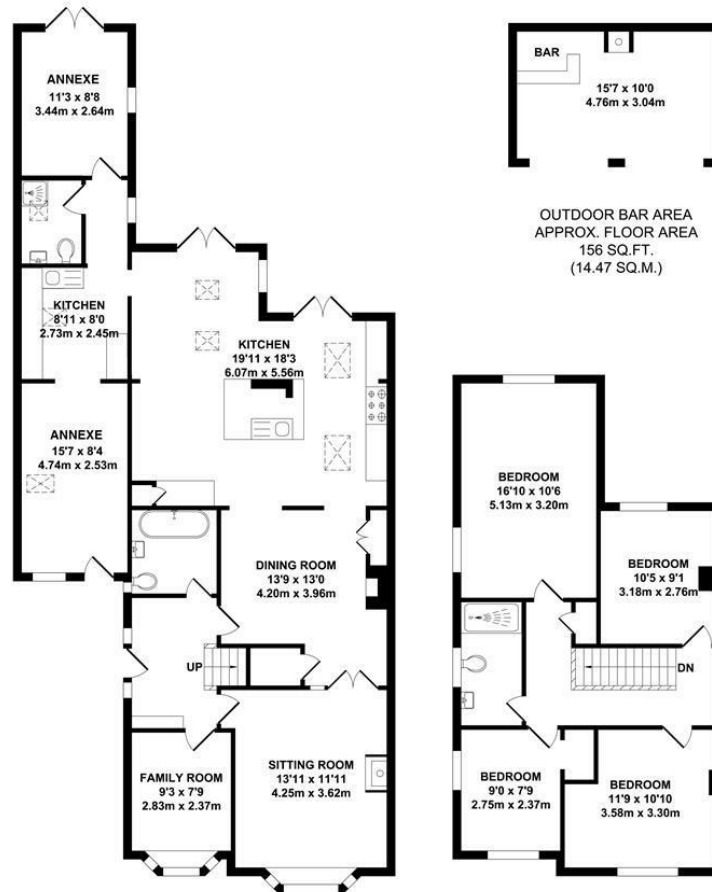 ANNEXE
11'3 x 8'8
3.44m x 2.64m
KITCHEN
8'11 x 8'0
2.73m x 2.45m
KITCHEN
19'11 x 18'3
6.07m x 5.56m
ANNEXE
15'7 x 8'4
4.74m x 2.53m
DINING ROOM
13'9 x 13'0
4.20m x 3.96m
UP
FAMILY ROOM
9'3 x 7'9
2.83m x 2.37m
SITTING ROOM
13'11 x 11'11
4.25m x 3.62m
BAR
15'7 x 10'0
4.76m x 3.04m
OUTDOOR BAR AREA
APPROX. FLOOR AREA
156 SQ.FT.
(14.47 SQ.M.)
BEDROOM
16'10 x 10'6
5.13m x 3.20m
BEDROOM
10'5 x 9'1
3.18m x 2.76m
DN
BEDROOM
9'0 x 7'9
2.75m x 2.37m
BEDROOM
11'9 x 10'10
3.58m x 3.30m